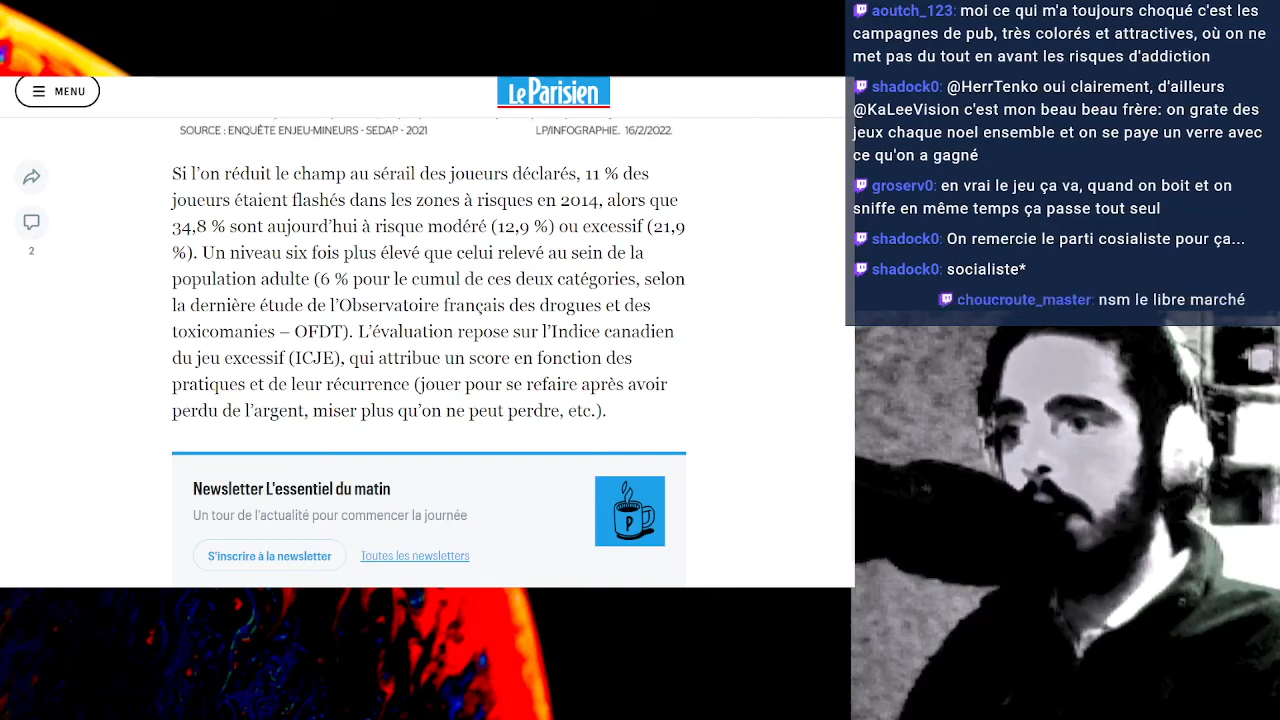 MENU
Le Parisien
SOURCE : ENQUÊTE ENJEU-MINEURS - SEDAP - 2021
LP/INFOGRAPHIE. 16/2/2022.
2
Si l’on réduit le champ au sérail des joueurs déclarés, 11 % des
joueurs étaient flashés dans les zones à risques en 2014, alors que
34,8 % sont aujourd’hui à risque modéré (12,9 %) ou excessif (21,9
%). Un niveau six fois plus élevé que celui relevé au sein de la
population adulte (6 % pour le cumul de ces deux catégories, selon
la dernière étude de l’Observatoire français des drogues et des
toxicomanies – OFDT). L’évaluation repose sur l’Indice canadien
du jeu excessif (ICJE), qui attribue un score en fonction des
pratiques et de leur récurrence (jouer pour se refaire après avoir
perdu de l’argent, miser plus qu’on ne peut perdre, etc.).
Newsletter L'essentiel du matin
Un tour de l'actualité pour commencer la journée
S'inscrire à la newsletter
Toutes les newsletters
P
aoutch_123: moi ce qui m'a toujours choqué c'est les
campagnes de pub, très colorés et attractives, où on ne
met pas du tout en avant les risques d'addiction
shadock0: @HerrTenko oui clairement, d'ailleurs
@KaLeeVision c'est mon beau beau frère: on grate des
jeux chaque noel ensemble et on se paye un verre avec
ce qu'on a gagné
groserv0: en vrai le jeu ça va, quand on boit et on
sniffe en même temps ça passe tout seul
shadock0: On remercie le parti cosialiste pour ça...
shadock0: socialiste*
choucroute_master: nsm le libre marché